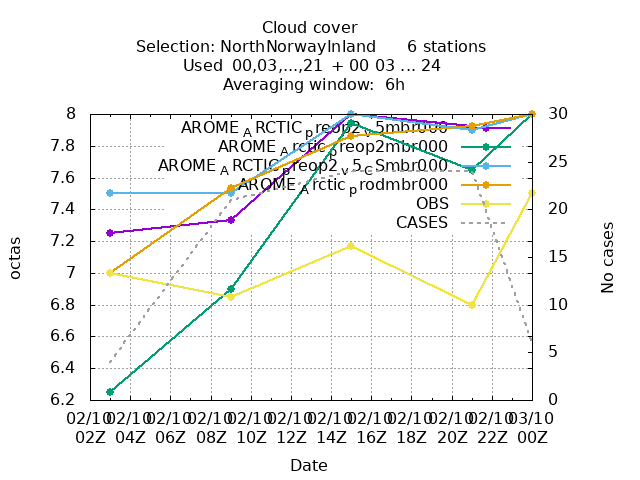 Cloud cover
Selection: NorthNorwayInland 6 stations
Used 00,03,...,21 + 00 03 ... 24
Averaging window: 6h
8 30
AROME_ARCTIC_preop2_v5mbr000
7.8
AROME_Arctic_preop2mbr000
25
AROME_ARCTIC_preop2_v5_CSmbr000
7.6
AROME_Arctic_prodmbr000
7.4
OBS 20
CASES
7.2
15
7
6.8 10
6.6
5
6.4
6.2 0
octas
No cases
02/10 02/10 02/10 02/10 02/10 02/10 02/10 02/10 02/10 02/10 02/10 03/10
02Z 04Z 06Z 08Z 10Z 12Z 14Z 16Z 18Z 20Z 22Z 00Z
Date